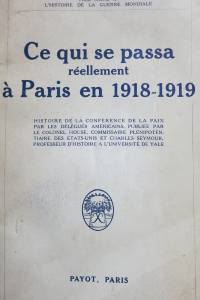 L'HISTOIRE DE LA GUERRE MONDIALE
Ce qui se passa
réellement
à Paris en 1918-1919
HISTOIRE DE LA CONFÉRENCE DE LA PAIX
PAR LES DÉLÉGUÉS AMÉRICAINS, PUBLIÉE PAR
LE COLONEL HOUSE, COMMISSAIRE PLÉNIPOTEN-
TIAIRE DES ÉTATS-UNIS ET CHARLES SEYMOUR,
PROFESSEUR D'HISTOIRE A L'UNIVERSITÉ DE YALE
PAYOT, PARIS